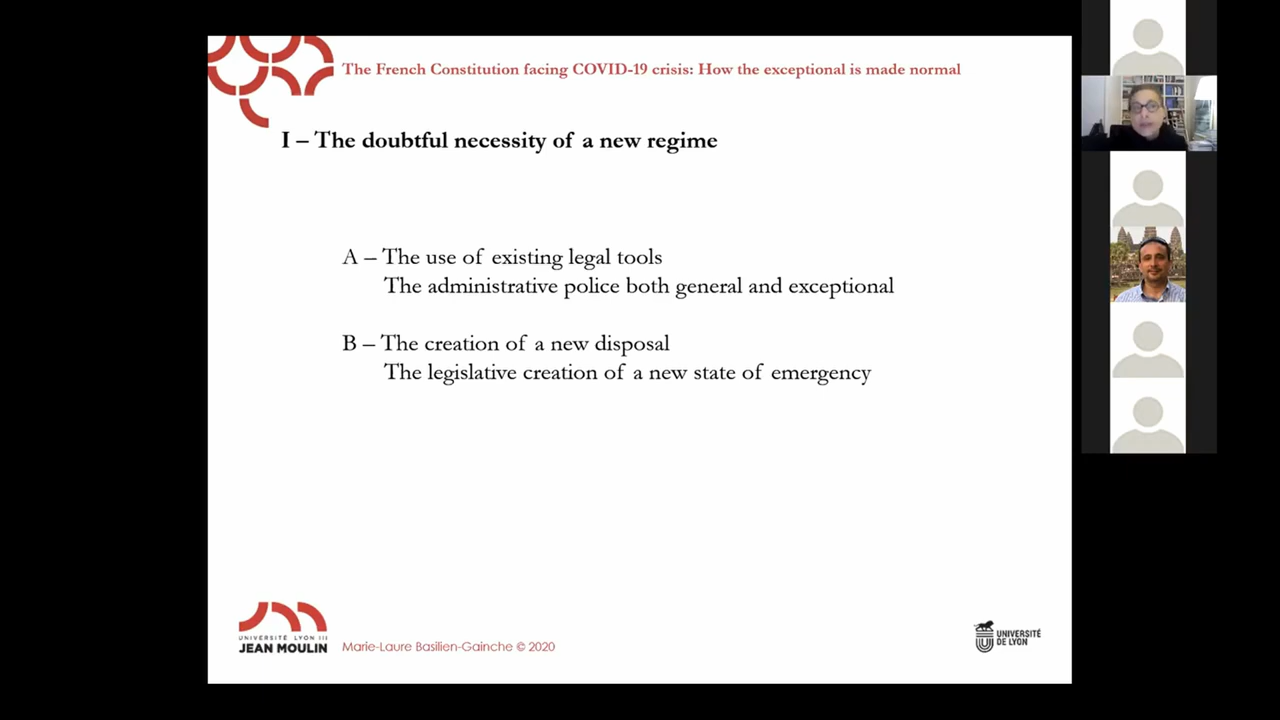 The French Constitution facing COVID-19 crisis: How the exceptional is made normal
I – The doubtful necessity of a new regime
A – The use of existing legal tools
The administrative police both general and exceptional
B – The creation of a new disposal
The legislative creation of a new state of emergency
UNIVERSITÉ LYON III
JEAN MOULIN
Marie-Laure Basilien-Gainche © 2020
UNIVERSITÉ
DE LYON